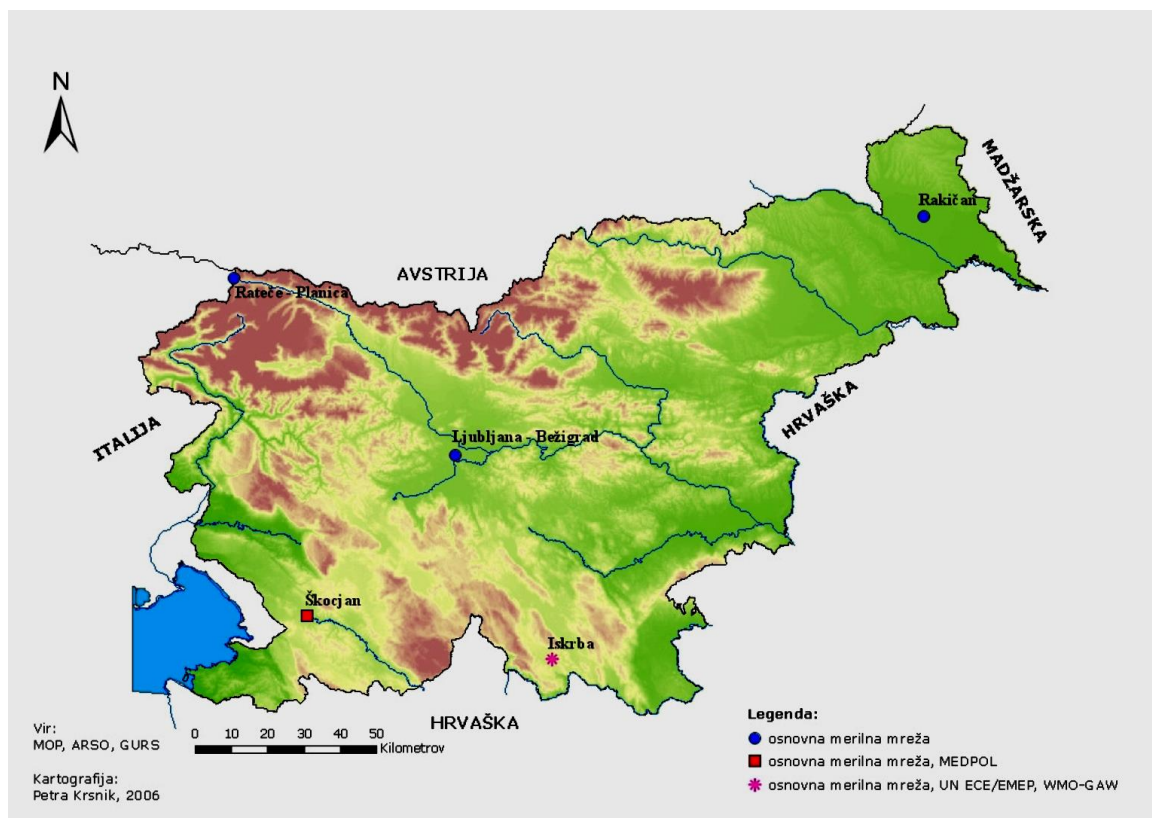 N
MADŽARSKA
Rakičan
AVSTRIJA
Rateče - Planica
HRVAŠKA
ITALIJA
Ljubljana - Bežigrad
Škocjan
Iskrba
HRVAŠKA
Vir:
MOP, ARSO, GURS
0 10 20 30 40 50
Kilometrov
Kartografija:
Petra Krsnik, 2006
Legenda:
osnovna merilna mreža
osnovna merilna mreža, MEDPOL
osnovna merilna mreža, UN ECE/EMEP, WMO-GAW